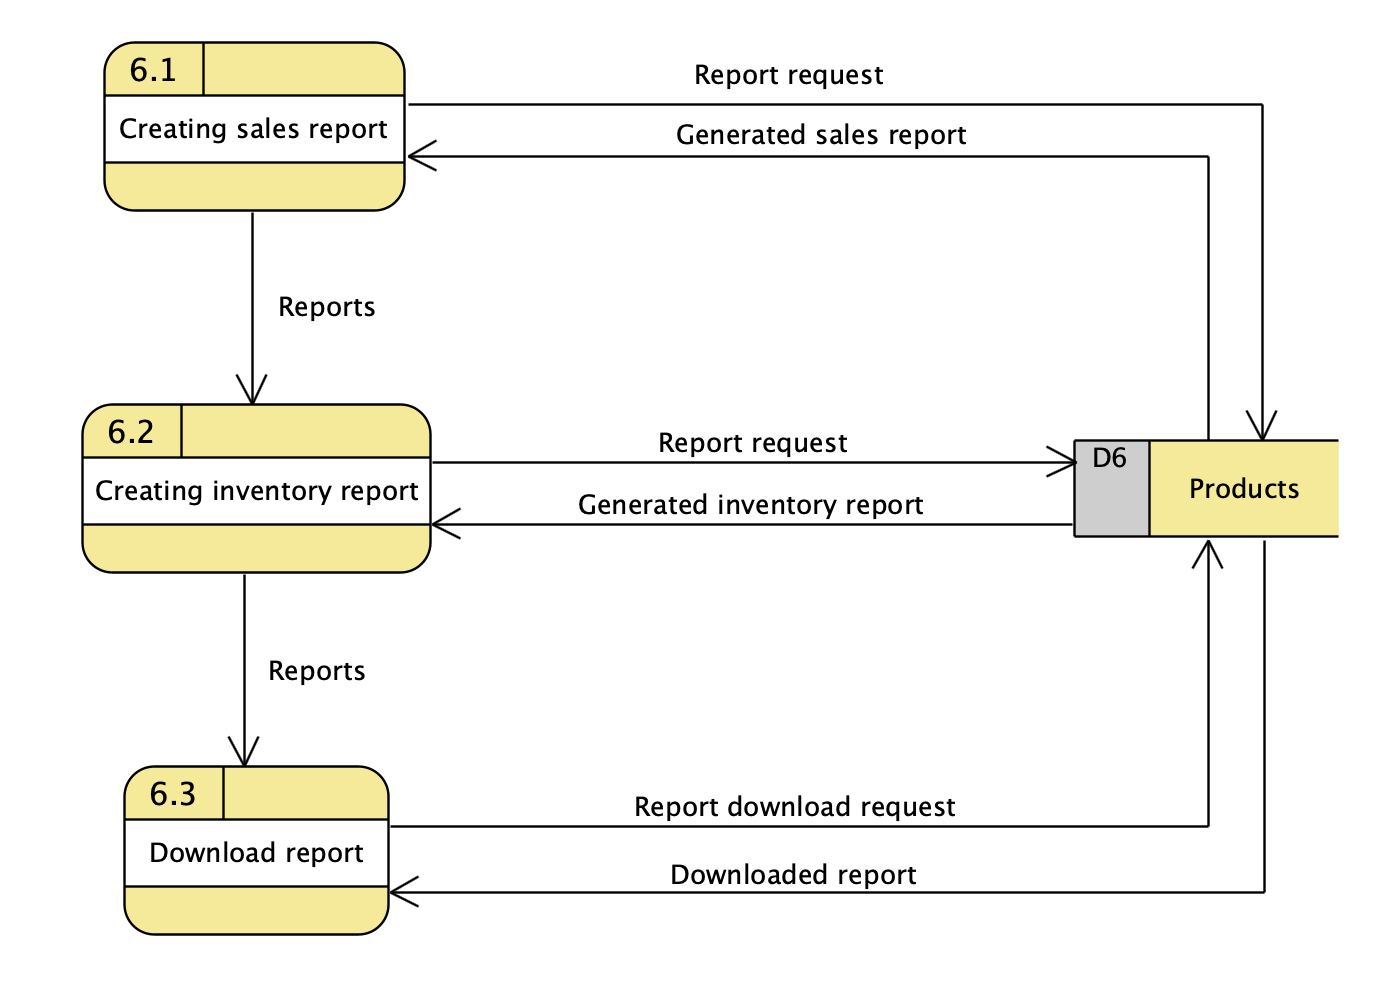 6.1
Creating sales report
Report request
Generated sales report
Reports
6.2
Creating inventory report
Report request
Generated inventory report
D6
Products
Reports
6.3
Download report
Report download request
Downloaded report